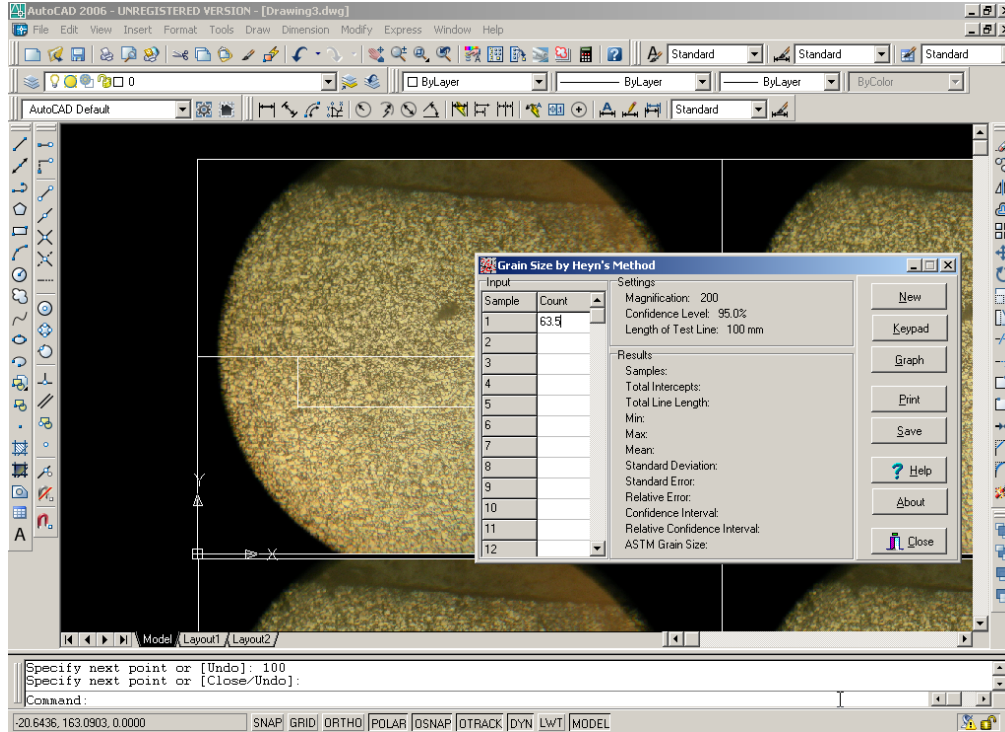 AutoCAD 2006 - UNREGISTERED VERSION - [Drawing3.dwg]
File Edit View Insert Format Tools Draw Dimension Modify Express Window Help
Standard Standard Standard
0 ByLayer ByLayer ByLayer ByColor
AutoCAD Default Standard
Grain Size by Heyn's Method
Input
Sample Count
1 63.5
2
3
4
5
6
7
8
9
10
11
12
Settings
Magnification: 200
Confidence Level: 95.0%
Length of Test Line: 100 mm
Results
Samples:
Total Intercepts:
Total Line Length:
Min:
Max:
Mean:
Standard Deviation:
Standard Error:
Relative Error:
Confidence Interval:
Relative Confidence Interval:
ASTM Grain Size:
New
Keypad
Graph
Print
Save
Help
About
Close
Y
X
Model Layout1 Layout2
Specify next point or [Undo]: 100
Specify next point or [Close/Undo]:
Command:
-20.6436, 163.0903, 0.0000 SNAP GRID ORTHO POLAR OSNAP OTRACK DYN LWT MODEL